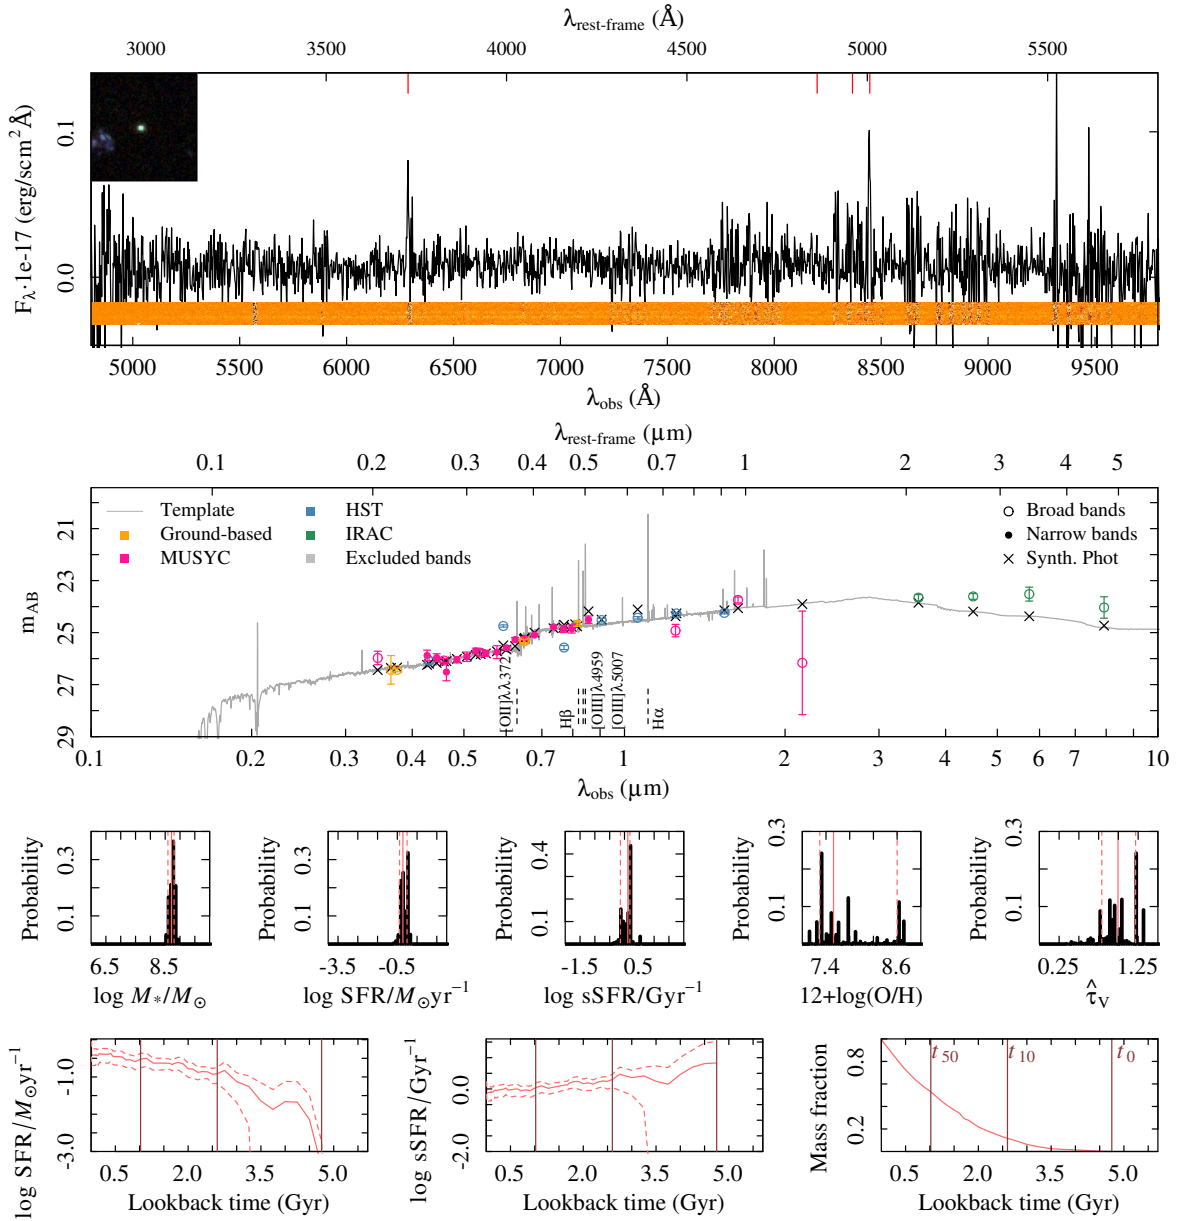 λrest-frame (Å)
3000 3500 4000 4500 5000 5500
Fλ·1e-17 (erg/scm²Å)
0.0 0.1
5000 5500 6000 6500 7000 7500 8000 8500 9000 9500
λobs (Å)
λrest-frame (μm)
0.1 0.2 0.3 0.4 0.5 0.7 1 2 3 4 5
mAB
21
23
25
27
29
Template
Ground-based
MUSYC
HST
IRAC
Excluded bands
Broad bands
Narrow bands
Synth. Phot
[OII]λλ372
Hβ
[OIII]λ4959
[OIII]λ5007
Hα
0.1 0.2 0.3 0.4 0.5 0.7 1 2 3 4 5 6 7 8 10
λobs (μm)
Probability
0.1 0.3
6.5 8.5
log M*/M⊙
Probability
0.1 0.3
-3.5 -0.5
log SFR/M⊙yr⁻¹
Probability
0.1 0.4
-1.5 0.5
log sSFR/Gyr⁻¹
Probability
0.1 0.3
7.4 8.6
12+log(O/H)
Probability
0.1 0.3
0.25 1.25
τ̂V
log SFR/M⊙yr⁻¹
-3.0 -1.0
0.5 2.0 3.5 5.0
Lookback time (Gyr)
log sSFR/Gyr⁻¹
-2.0 0.0
0.5 2.0 3.5 5.0
Lookback time (Gyr)
Mass fraction
0.2 0.8
t50 t10 t0
0.5 2.0 3.5 5.0
Lookback time (Gyr)